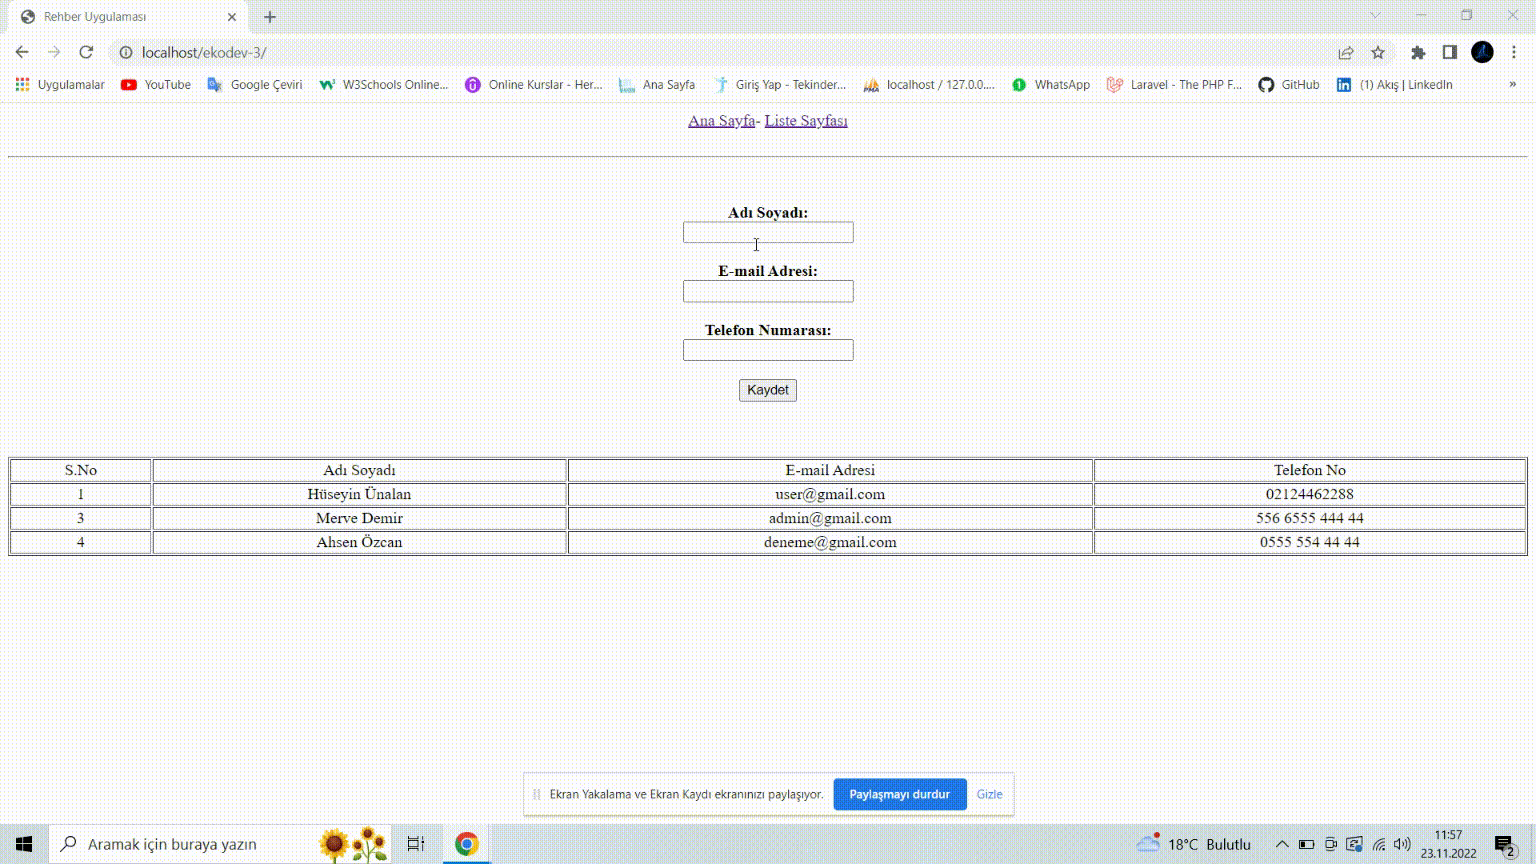 Rehber Uygulaması
localhost/ekodev-3/
Uygulamalar YouTube Google Çeviri W3Schools Online... Online Kurslar - Her... Ana Sayfa Giriş Yap - Tekinder... localhost / 127.0.0.... WhatsApp Laravel - The PHP F... GitHub (1) Akış | LinkedIn »
Ana Sayfa- Liste Sayfası
Adı Soyadı:
E-mail Adresi:
Telefon Numarası:
Kaydet
S.No Adı Soyadı E-mail Adresi Telefon No
1 Hüseyin Ünalan user@gmail.com 02124462288
3 Merve Demir admin@gmail.com 556 6555 444 44
4 Ahsen Özcan deneme@gmail.com 0555 554 44 44
Ekran Yakalama ve Ekran Kaydı ekranınızı paylaşıyor. Paylaşmayı durdur Gizle
Aramak için buraya yazın 18°C Bulutlu 11:57
23.11.2022 2